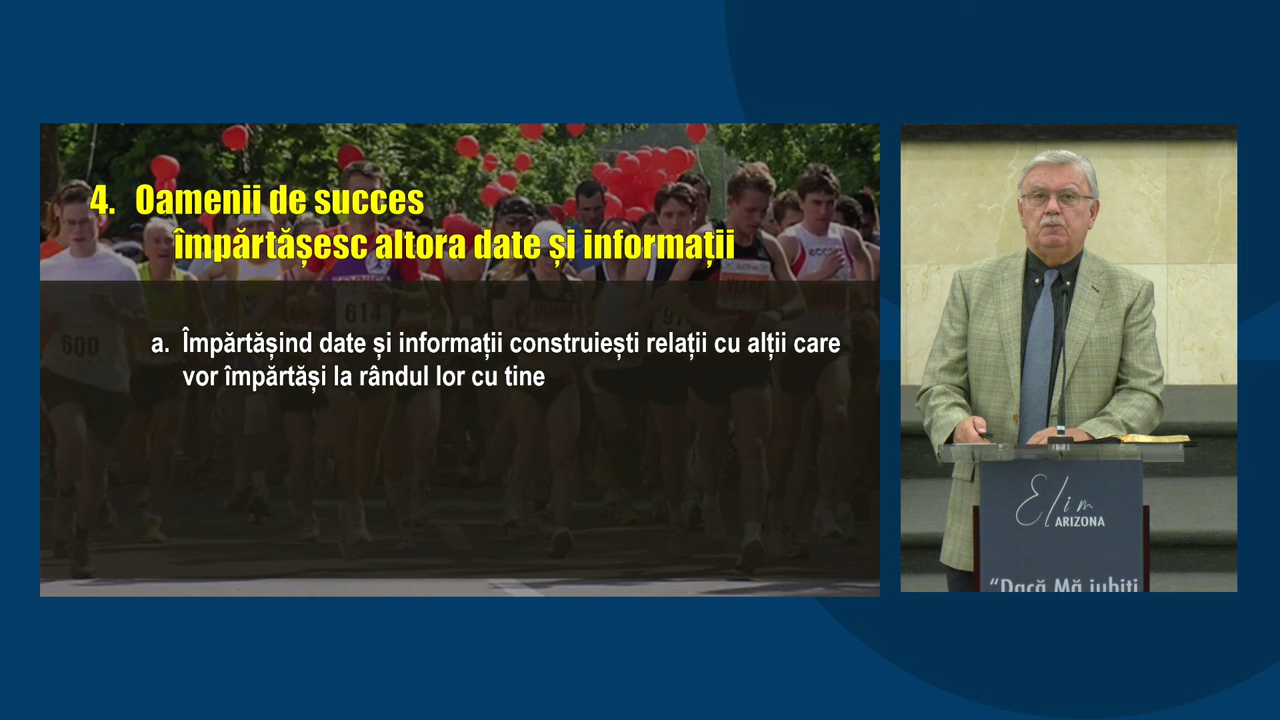 4. Oamenii de succes
împărtășesc altora date și informații
a. Împărtășind date și informații construiești relații cu alții care
vor împărtăși la rândul lor cu tine
600
614
Elim
ARIZONA
“Dacă Mă iubiți